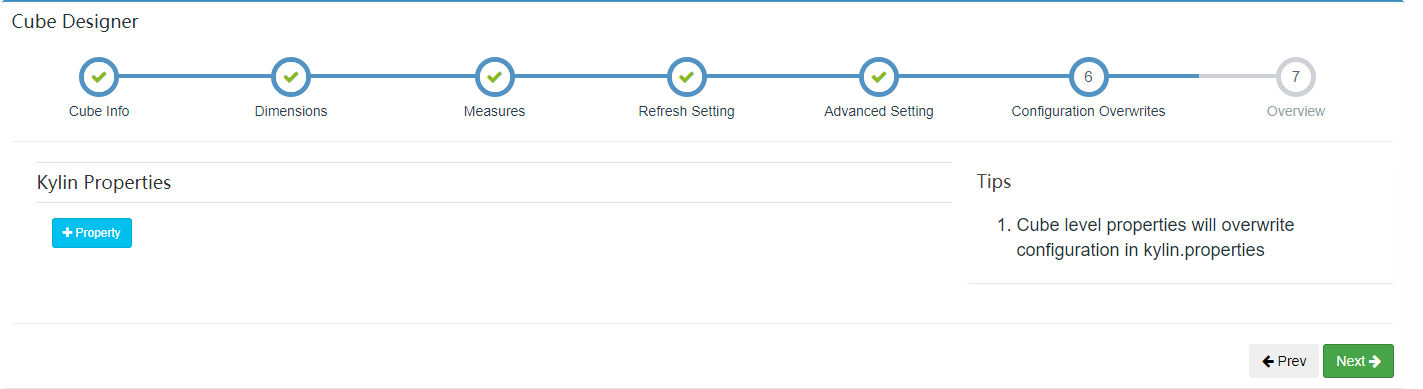 Cube Designer
6
7
Cube Info
Dimensions
Measures
Refresh Setting
Advanced Setting
Configuration Overwrites
Overview
Kylin Properties
Property
Tips
1. Cube level properties will overwrite
configuration in kylin.properties
Prev
Next